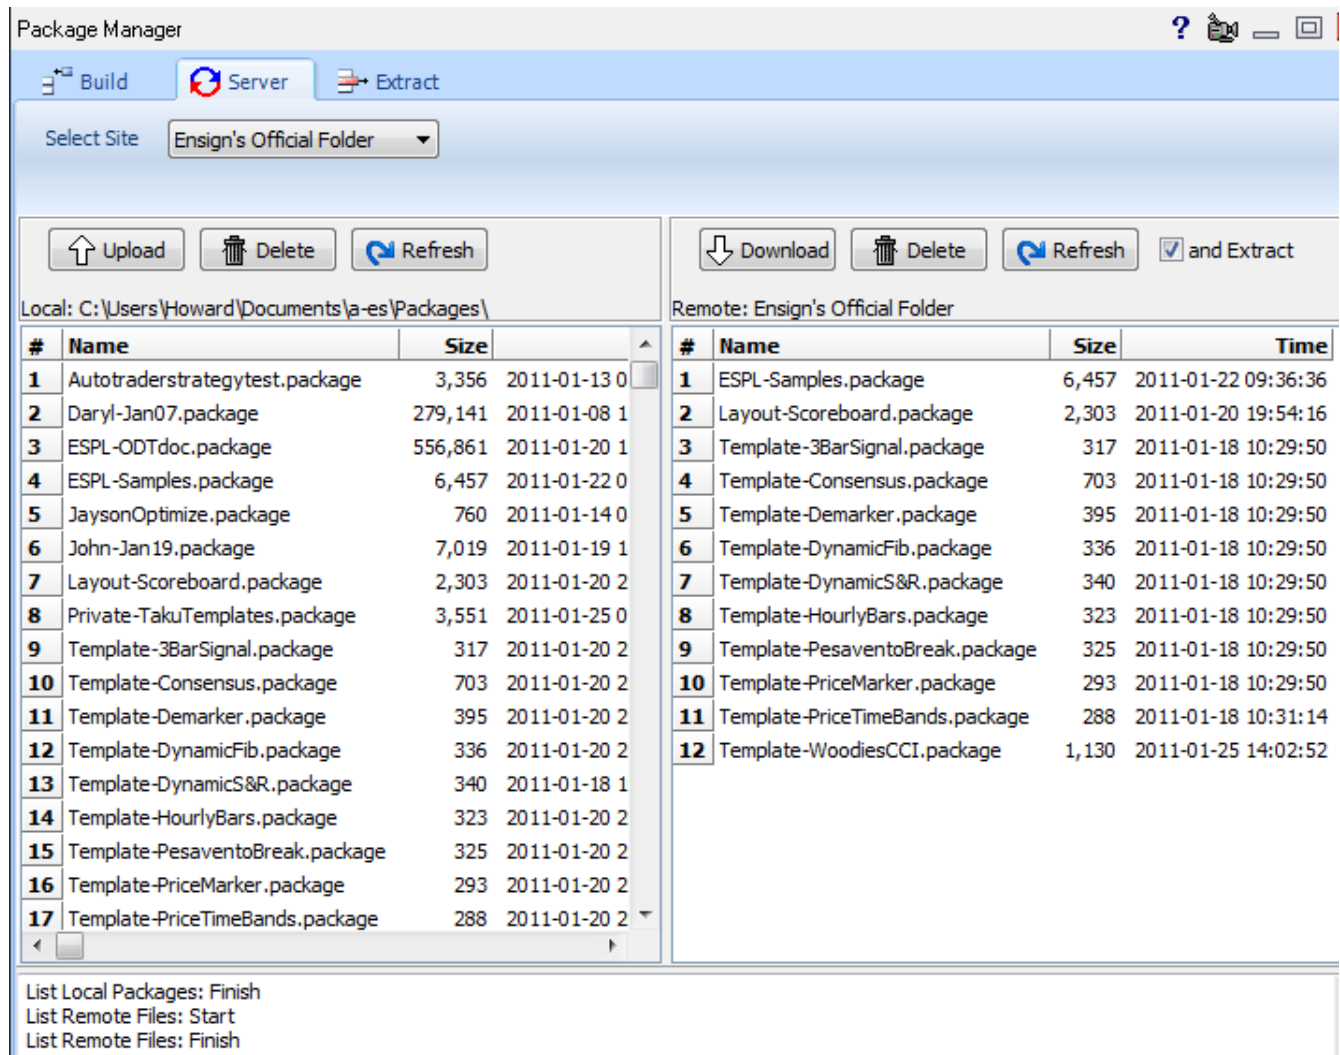 Package Manager ?
Build Server Extract
Select Site Ensign's Official Folder
Upload Delete Refresh
Local: C:\Users\Howard\Documents\a-es\Packages\
# Name Size
1 Autotraderstrategytest.package 3,356 2011-01-13 0
2 Daryl-Jan07.package 279,141 2011-01-08 1
3 ESPL-ODTdoc.package 556,861 2011-01-20 1
4 ESPL-Samples.package 6,457 2011-01-22 0
5 JaysonOptimize.package 760 2011-01-14 0
6 John-Jan19.package 7,019 2011-01-19 1
7 Layout-Scoreboard.package 2,303 2011-01-20 2
8 Private-TakuTemplates.package 3,551 2011-01-25 0
9 Template-3BarSignal.package 317 2011-01-20 2
10 Template-Consensus.package 703 2011-01-20 2
11 Template-Demarker.package 395 2011-01-20 2
12 Template-DynamicFib.package 336 2011-01-20 2
13 Template-DynamicS&R.package 340 2011-01-18 1
14 Template-HourlyBars.package 323 2011-01-20 2
15 Template-PesaventoBreak.package 325 2011-01-20 2
16 Template-PriceMarker.package 293 2011-01-20 2
17 Template-PriceTimeBands.package 288 2011-01-20 2
Download Delete Refresh and Extract
Remote: Ensign's Official Folder
# Name Size Time
1 ESPL-Samples.package 6,457 2011-01-22 09:36:36
2 Layout-Scoreboard.package 2,303 2011-01-20 19:54:16
3 Template-3BarSignal.package 317 2011-01-18 10:29:50
4 Template-Consensus.package 703 2011-01-18 10:29:50
5 Template-Demarker.package 395 2011-01-18 10:29:50
6 Template-DynamicFib.package 336 2011-01-18 10:29:50
7 Template-DynamicS&R.package 340 2011-01-18 10:29:50
8 Template-HourlyBars.package 323 2011-01-18 10:29:50
9 Template-PesaventoBreak.package 325 2011-01-18 10:29:50
10 Template-PriceMarker.package 293 2011-01-18 10:29:50
11 Template-PriceTimeBands.package 288 2011-01-18 10:31:14
12 Template-WoodiesCCI.package 1,130 2011-01-25 14:02:52
List Local Packages: Finish
List Remote Files: Start
List Remote Files: Finish